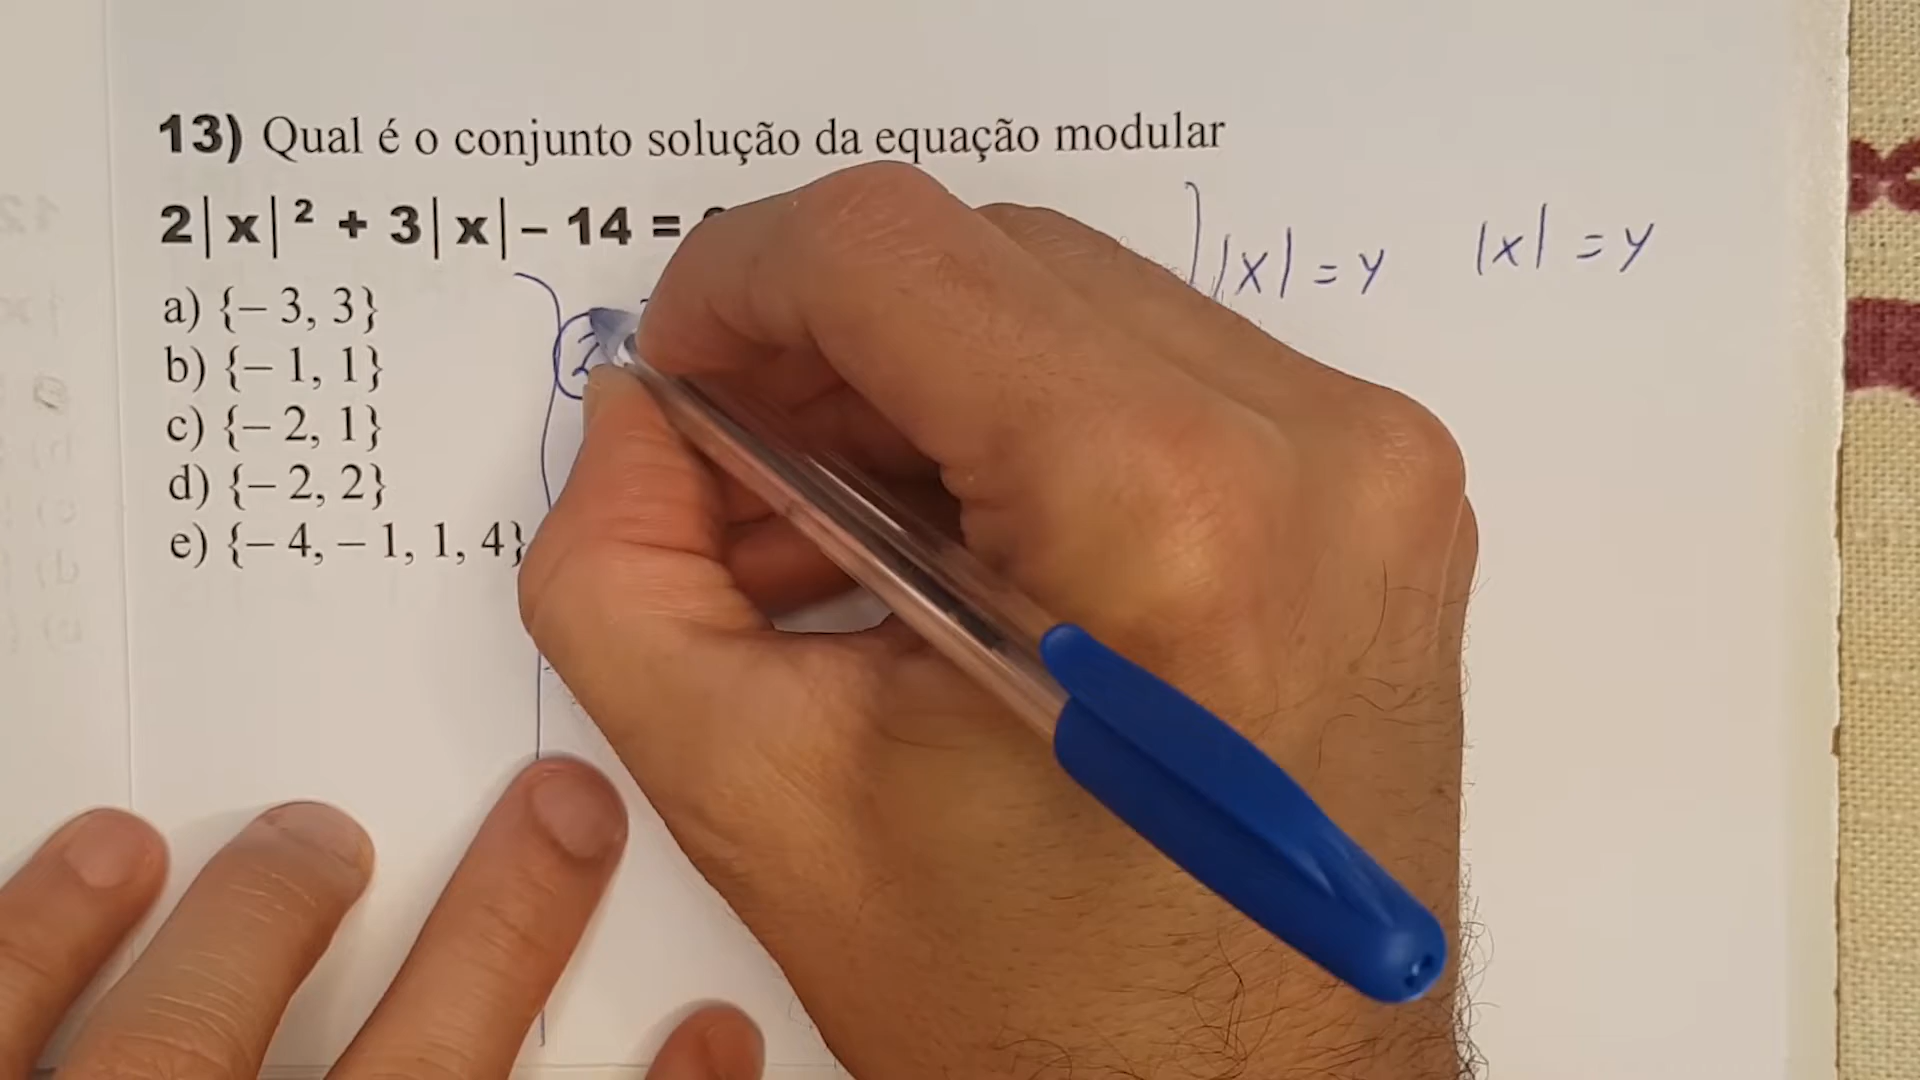 13) Qual é o conjunto solução da equação modular
2|x|² + 3|x| – 14 =
a) {– 3, 3}
b) {– 1, 1}
c) {– 2, 1}
d) {– 2, 2}
e) {– 4, – 1, 1, 4}
|x| = y
|x| = y
2